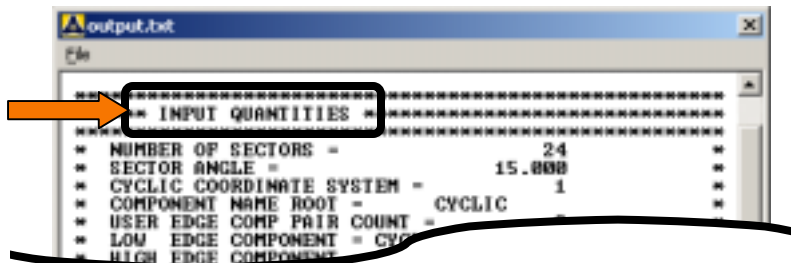 output.txt
File
*********************************************
** INPUT QUANTITIES **********************
*********************************************
* NUMBER OF SECTORS = 24 *
* SECTOR ANGLE = 15.000 *
* CYCLIC COORDINATE SYSTEM = 1 *
* COMPONENT NAME ROOT = CYCLIC *
* USER EDGE COMP PAIR COUNT =
* LOW EDGE COMPONENT =
* HIGH EDGE COMPONENT